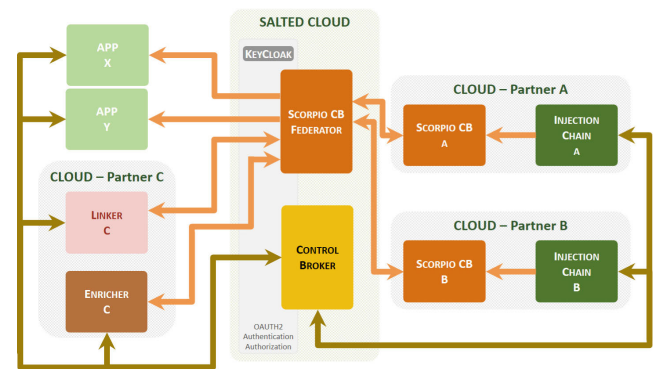 SALTED CLOUD
KEYCLOAK
APP
X
APP
Y
SCORPIO CB
FEDERATOR
CLOUD – Partner A
SCORPIO CB
A
INJECTION
CHAIN
A
CLOUD – Partner C
LINKER
C
ENRICHER
C
CONTROL
BROKER
CLOUD – Partner B
SCORPIO CB
B
INJECTION
CHAIN
B
OAUTH2
Authentication
Authorization